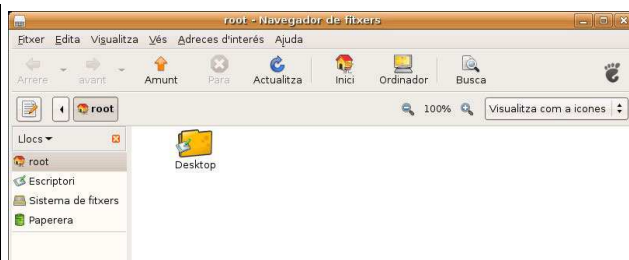 root - Navegador de fitxers
Fitxer Edita Visualitza Vés Adreces d'interés Ajuda
Arrere avant Amunt Para Actualitza Inici Ordinador Busca
root 100% Visualitza com a icones
Llocs
root
Escriptori
Sistema de fitxers
Paperera
Desktop